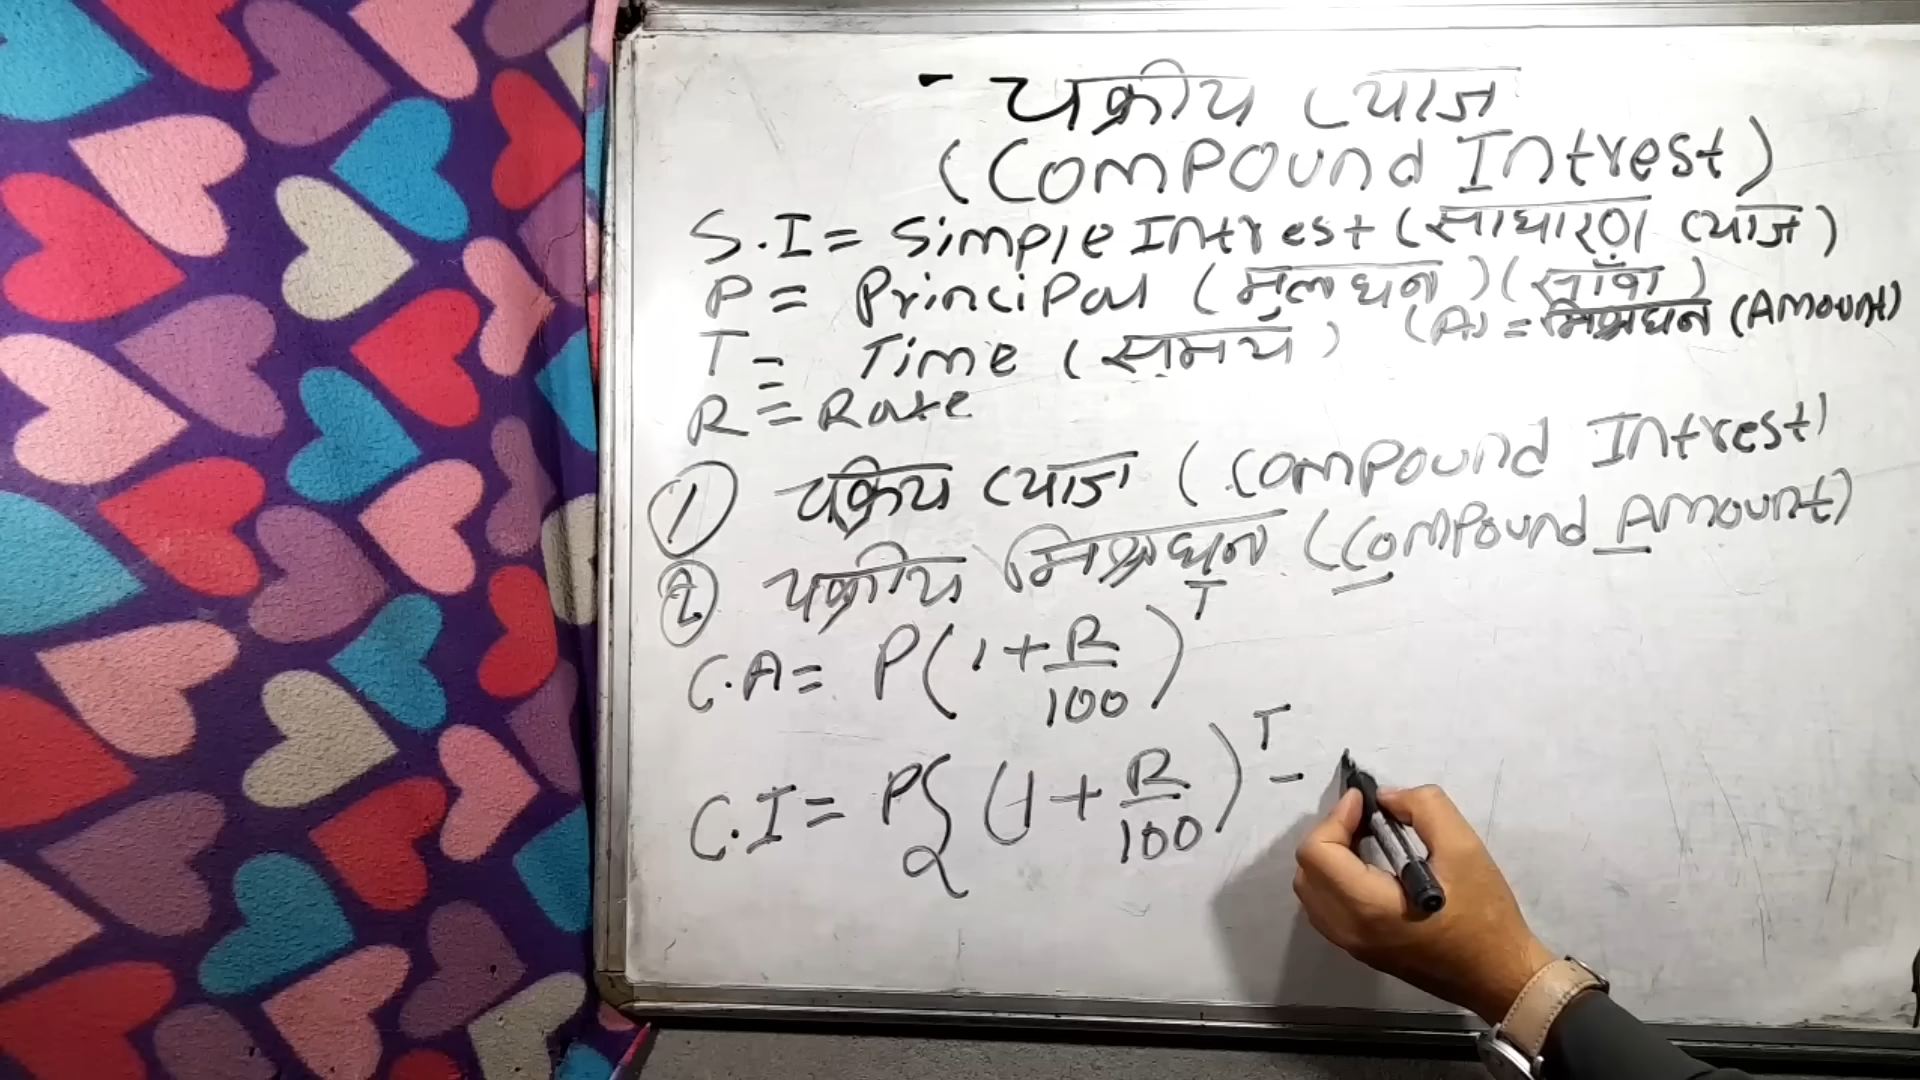 - चक्रीय ब्याज
(Compound Intrest)
S.I = Simple Intrest (साधारण ब्याज)
P = Principal (मुलधन) (साँवा)
T = Time (समय) (A) = मिश्रधन (Amount)
R = Rate
① चक्रिय ब्याज (Compound Intrest)
② चक्रीय मिश्रधन (Compound Amount)
C.A = P(1+R/100)^T
C.I = P{(1+R/100)^T -